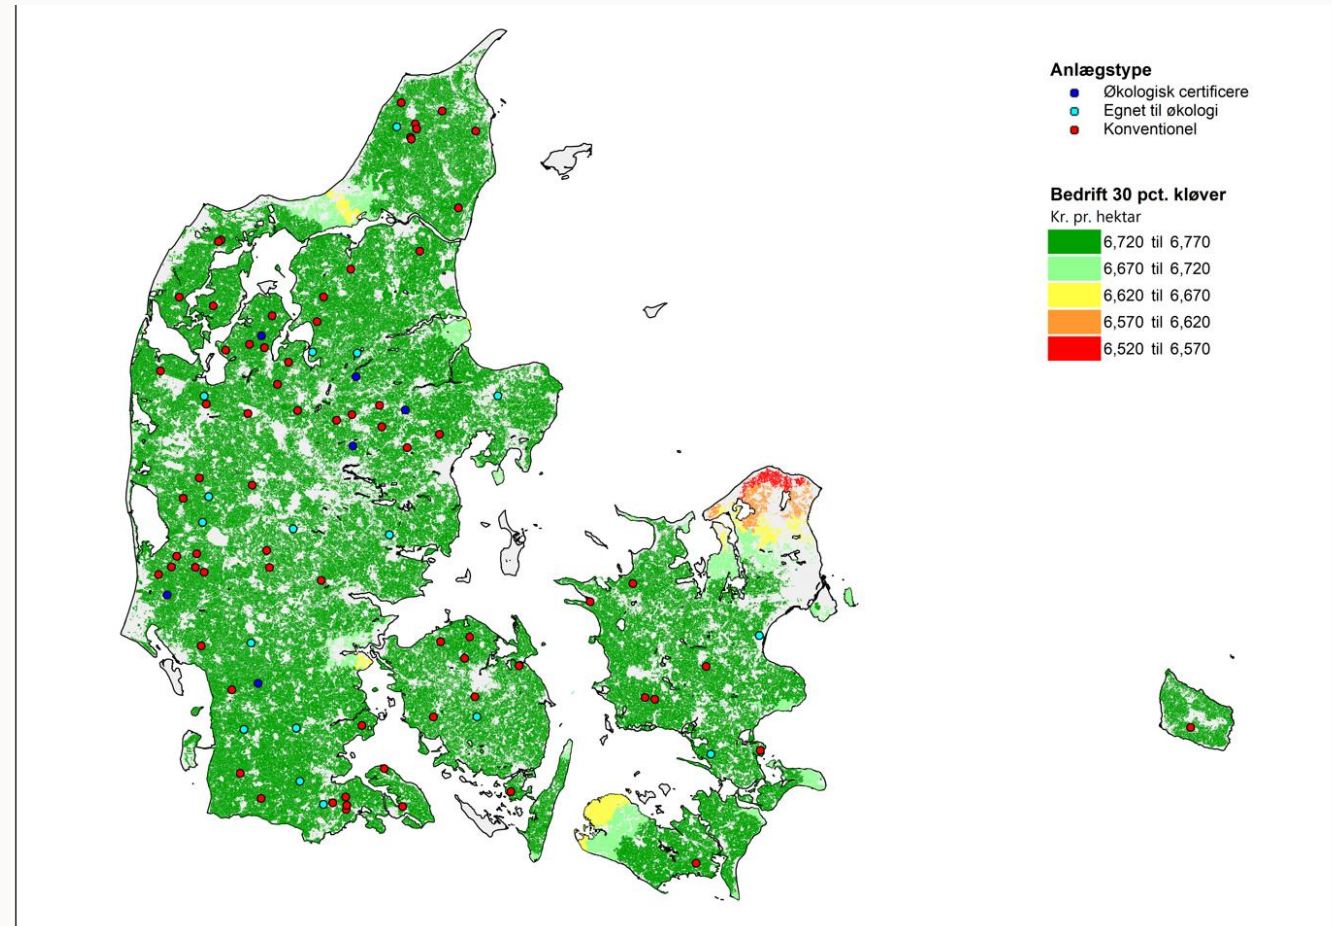 Anlægstype
Økologisk certificere
Egnet til økologi
Konventionel
Bedrift 30 pct. kløver
Kr. pr. hektar
6,720 til 6,770
6,670 til 6,720
6,620 til 6,670
6,570 til 6,620
6,520 til 6,570